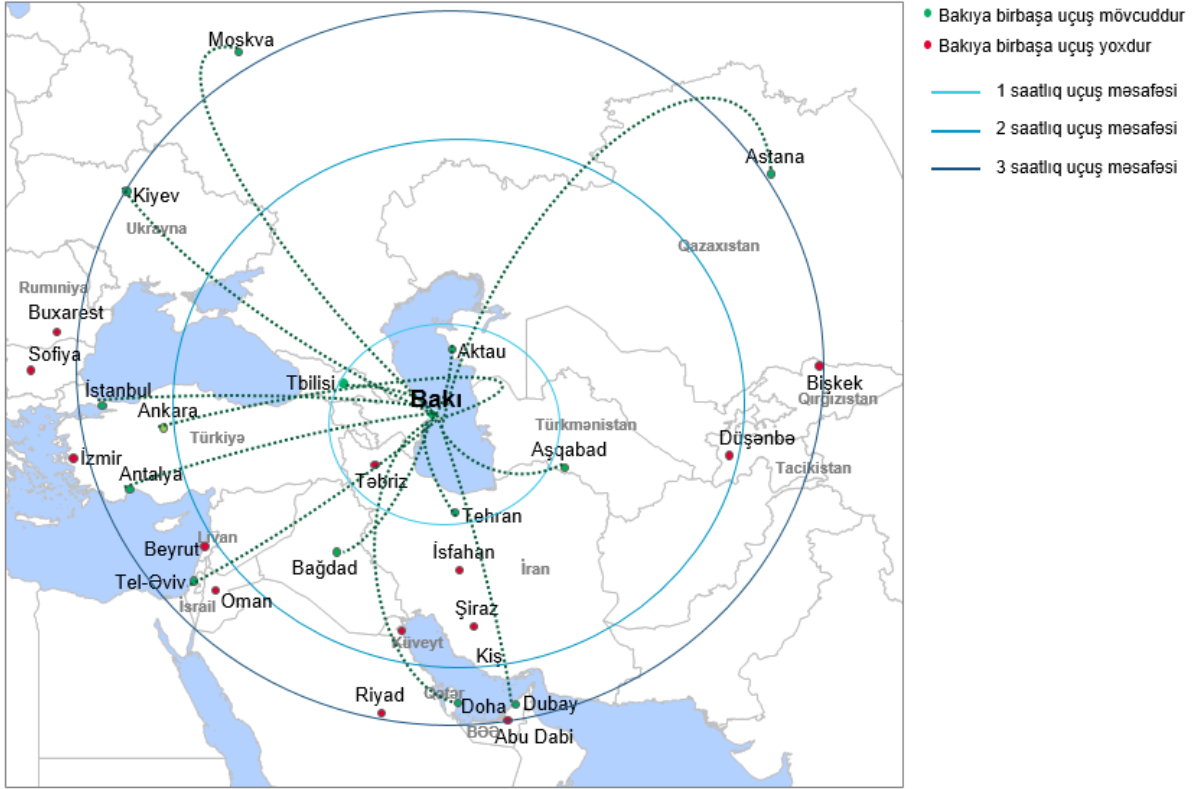 Moskva
Bakıya birbaşa uçuş mövcuddur
Bakıya birbaşa uçuş yoxdur
1 saatlıq uçuş məsafəsi
2 saatlıq uçuş məsafəsi
3 saatlıq uçuş məsafəsi
Astana
Kiyev
Ukrayna
Qazaxıstan
Rumıniya
Buxarest
Sofiya
Aktau
Tbilisi
Bişkek
Qırğızıstan
İstanbul
Bakı
Ankara
Türkiyə
Türkmənistan
Düşənbə
Aşqabad
İzmir
Antalya
Təbriz
Tacikistan
Tehran
Livan
Beyrut
İsfahan
Bağdad
İran
Tel-Əviv
İsrail
Oman
Şiraz
Küveyt
Kiş
Riyad
Qətər
Doha
Dubay
BƏƏ
Abu Dabi